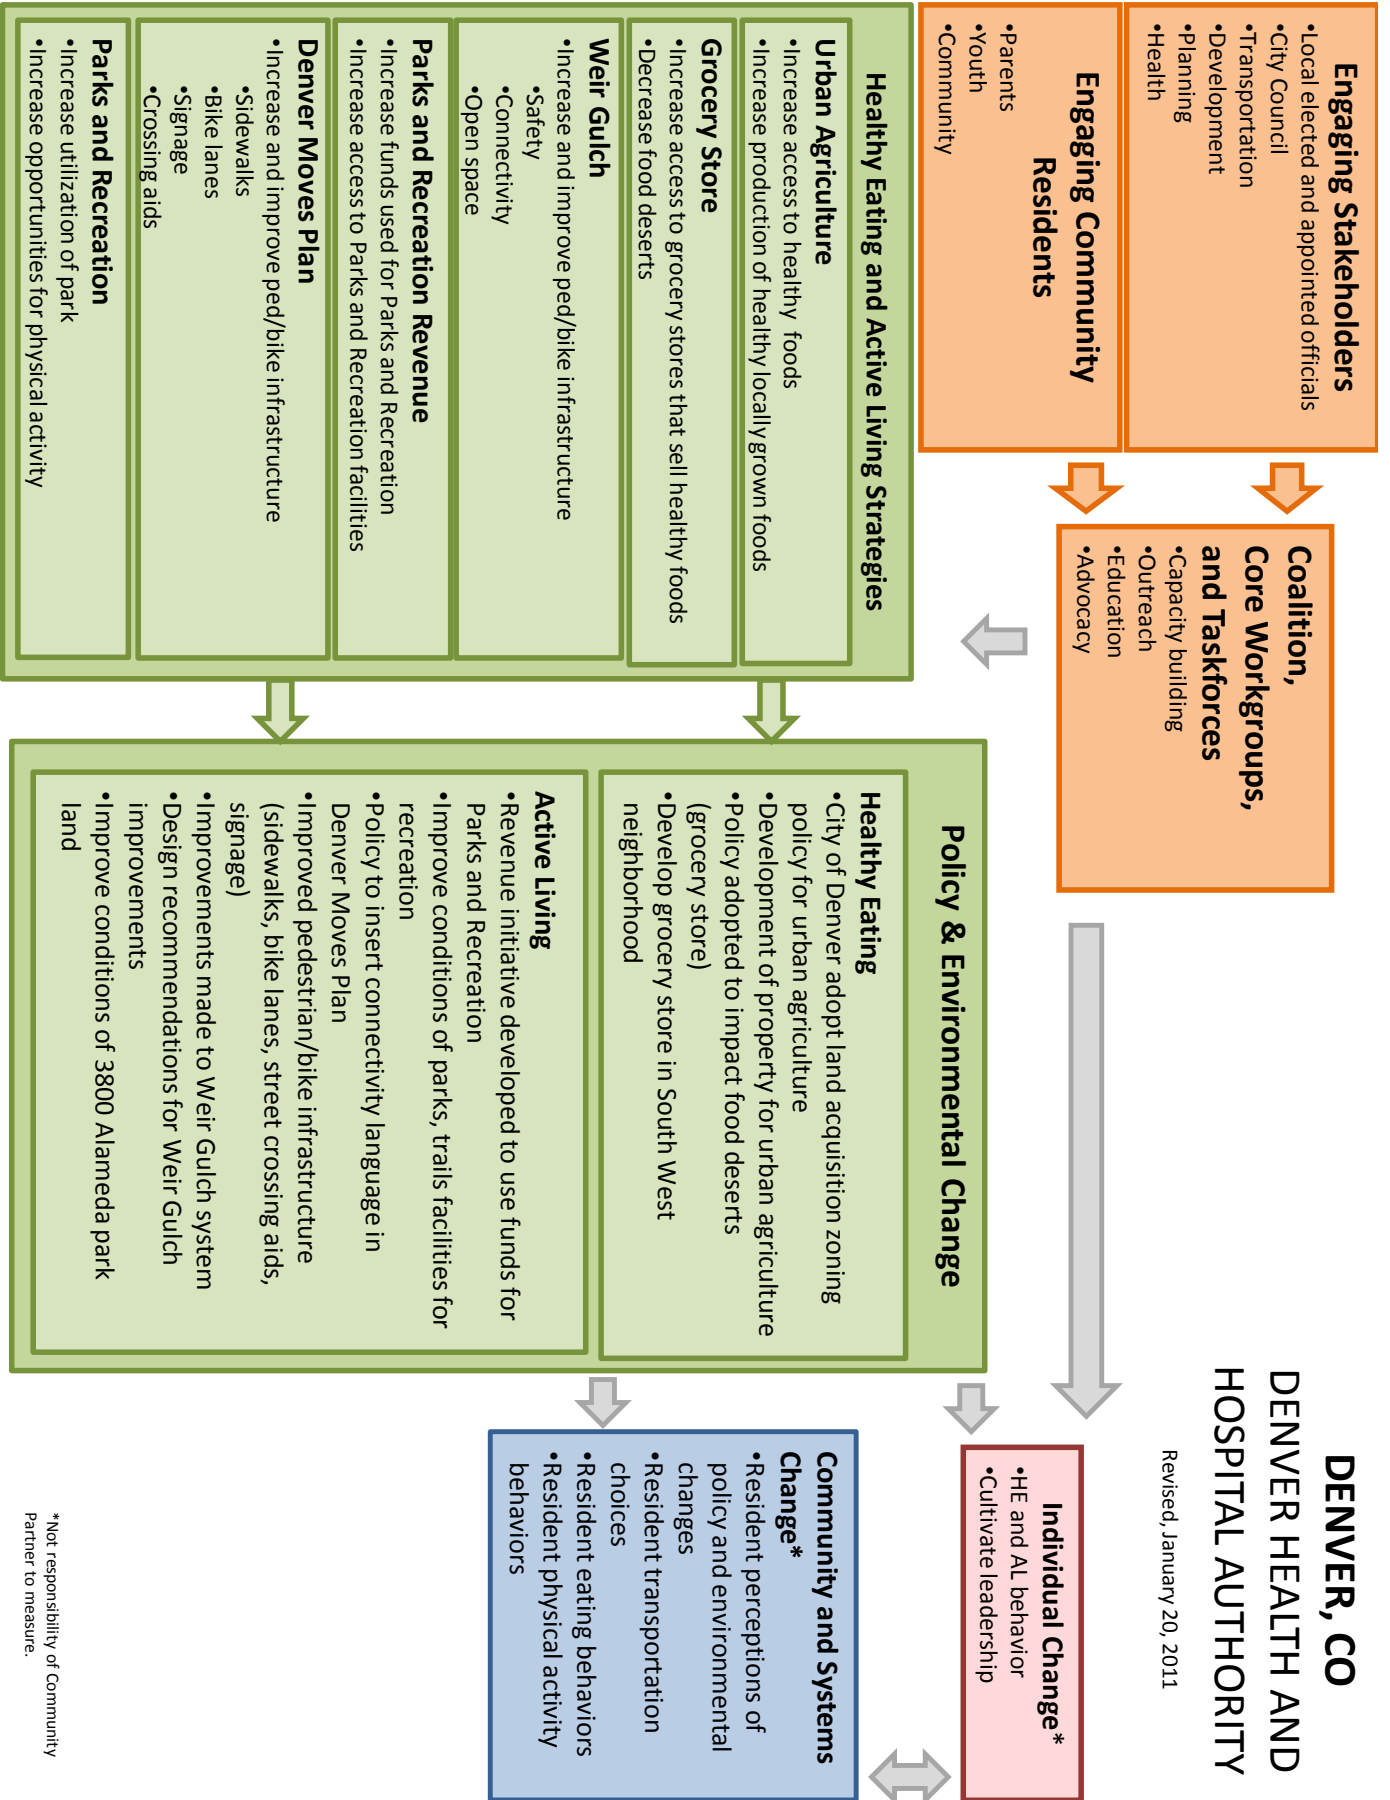 DENVER, CO
DENVER HEALTH AND
HOSPITAL AUTHORITY
Revised, January 20, 2011
Engaging Stakeholders
•Local elected and appointed officials
•City Council
•Transportation
•Development
•Planning
•Health
Engaging Community
Residents
•Parents
•Youth
•Community
Coalition,
Core Workgroups,
and Taskforces
•Capacity building
•Outreach
•Education
•Advocacy
Healthy Eating and Active Living Strategies
Urban Agriculture
•Increase access to healthy foods
•Increase production of healthy locally grown foods
Grocery Store
•Increase access to grocery stores that sell healthy foods
•Decrease food deserts
Weir Gulch
•Increase and improve ped/bike infrastructure
•Safety
•Connectivity
•Open space
Parks and Recreation Revenue
•Increase funds used for Parks and Recreation
•Increase access to Parks and Recreation facilities
Denver Moves Plan
•Increase and improve ped/bike infrastructure
•Sidewalks
•Bike lanes
•Signage
•Crossing aids
Parks and Recreation
•Increase utilization of park
•Increase opportunities for physical activity
Policy & Environmental Change
Healthy Eating
•City of Denver adopt land acquisition zoning
policy for urban agriculture
•Development of property for urban agriculture
•Policy adopted to impact food deserts
(grocery store)
•Develop grocery store in South West
neighborhood
Active Living
•Revenue initiative developed to use funds for
Parks and Recreation
•Improve conditions of parks, trails facilities for
recreation
•Policy to insert connectivity language in
Denver Moves Plan
•Improved pedestrian/bike infrastructure
(sidewalks, bike lanes, street crossing aids,
signage)
•Improvements made to Weir Gulch system
•Design recommendations for Weir Gulch
improvements
•Improve conditions of 3800 Alameda park
land
Individual Change*
•HE and AL behavior
•Cultivate leadership
Community and Systems
Change*
•Resident perceptions of
policy and environmental
changes
•Resident transportation
choices
•Resident eating behaviors
•Resident physical activity
behaviors
*Not responsibility of Community
Partner to measure.